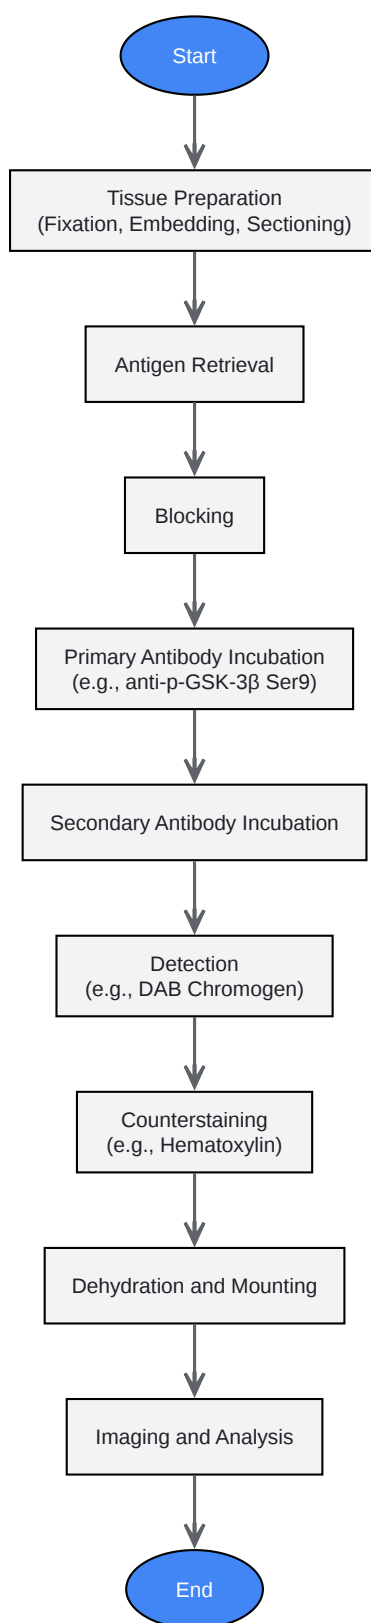 Start
Tissue Preparation
(Fixation, Embedding, Sectioning)
Antigen Retrieval
Blocking
Primary Antibody Incubation
(e.g., anti-p-GSK-3β Ser9)
Secondary Antibody Incubation
Detection
(e.g., DAB Chromogen)
Counterstaining
(e.g., Hematoxylin)
Dehydration and Mounting
Imaging and Analysis
End